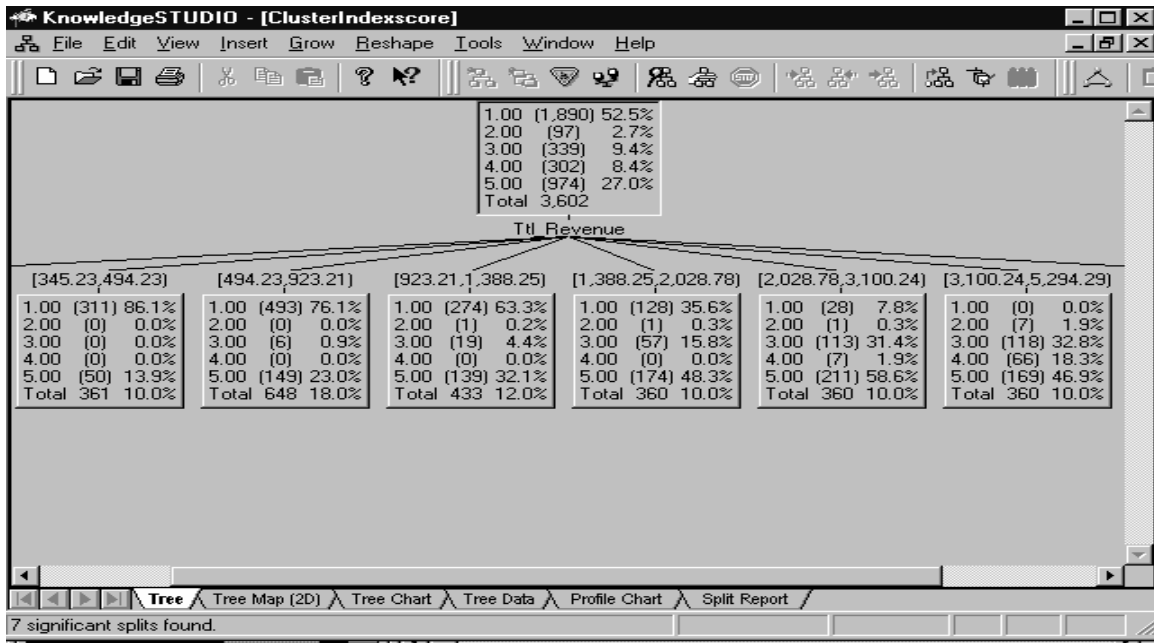 KnowledgeSTUDIO - [ClusterIndexscore]
File Edit View Insert Grow Reshape Tools Window Help
1.00 (1,890) 52.5%
2.00 (97) 2.7%
3.00 (339) 9.4%
4.00 (302) 8.4%
5.00 (974) 27.0%
Total 3,602
Ttl_Revenue
[345.23,494.23)
1.00 (311) 86.1%
2.00 (0) 0.0%
3.00 (0) 0.0%
4.00 (0) 0.0%
5.00 (50) 13.9%
Total 361 10.0%
[494.23,923.21)
1.00 (493) 76.1%
2.00 (0) 0.0%
3.00 (6) 0.9%
4.00 (0) 0.0%
5.00 (149) 23.0%
Total 648 18.0%
[923.21,1,388.25)
1.00 (274) 63.3%
2.00 (1) 0.2%
3.00 (19) 4.4%
4.00 (0) 0.0%
5.00 (139) 32.1%
Total 433 12.0%
[1,388.25,2,028.78)
1.00 (128) 35.6%
2.00 (1) 0.3%
3.00 (57) 15.8%
4.00 (0) 0.0%
5.00 (174) 48.3%
Total 360 10.0%
[2,028.78,3,100.24)
1.00 (28) 7.8%
2.00 (1) 0.3%
3.00 (113) 31.4%
4.00 (7) 1.9%
5.00 (211) 58.6%
Total 360 10.0%
[3,100.24,5,294.29)
1.00 (0) 0.0%
2.00 (7) 1.9%
3.00 (118) 32.8%
4.00 (66) 18.3%
5.00 (169) 46.9%
Total 360 10.0%
Tree Tree Map (2D) Tree Chart Tree Data Profile Chart Split Report
7 significant splits found.